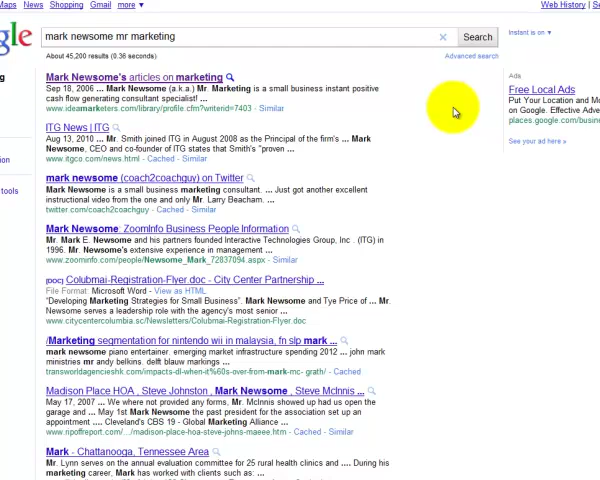 Maps News Shopping Gmail more ▼ Web History | Se
gle mark newsome mr marketing × Search Instant is on ▼
About 45,200 results (0.36 seconds) Advanced search
Mark Newsome's articles on marketing
Sep 18, 2006 ... Mark Newsome (a.k.a.) Mr. Marketing is a small business instant positive
cash flow generating consultant specialist! ...
www.ideamarketers.com/library/profile.cfm?writerid=7403 - Similar
Ads
Free Local Ads
Put Your Location and Mo
on Google. Effective Adve
places.google.com/busin
See your ad here »
ITG News | ITG
Aug 13, 2010 ... Mr. Smith joined ITG in August 2008 as the Principal of the firm's ... Mark
Newsome, CEO and co-founder of ITG states that Smith's "proven ...
www.itgco.com/news.html - Cached - Similar
ion
tools
mark newsome (coach2coachguy) on Twitter
Mark Newsome is a small business marketing consultant. ... Just got another excellent
instructional video from the one and only Mr. Larry Beacham. ...
twitter.com/coach2coachguy - Cached - Similar
Mark Newsome: ZoomInfo Business People Information
Mr. Mark E. Newsome and his partners founded Interactive Technologies Group, Inc . (ITG) in
1996. Mr. Newsome's extensive experience in management ...
www.zoominfo.com/people/Newsome_Mark_72837094.aspx - Similar
[DOC] Colubmai-Registration-Flyer.doc - City Center Partnership ...
File Format: Microsoft Word - View as HTML
"Developing Marketing Strategies for Small Business". Mark Newsome and Tye Price of ... Mr.
Newsome serves a leadership role with the agency's most senior ...
www.citycentercolumbia.sc/Newsletters/Colubmai-Registration-Flyer.doc
/Marketing segmentation for nintendo wii in malaysia, fn slp mark ...
mark newsome piano entertainer. emerging market infrastructure spending 2012 ... john mark
ministries mr andy belkins. delft blauw markings ...
transworldagencieshk.com/impacts-dl-when-it%60s-over-from-mark-mc- grath/ - Cached
Madison Place HOA , Steve Johnston , Mark Newsome , Steve McInnis ...
May 17, 2007 ... We where not provided any forms, Mr. McInnis showed up had us open the
garage and ... May 1st Mark Newsome the past president for the association set up an
appointment .... Cleveland's CBS 19 - Global Marketing Alliance ...
www.ripoffreport.com/.../madison-place-hoa-steve-johns-maeee.htm - Cached - Similar
Mark - Chattanooga, Tennessee Area
Mr. Lynn serves on the annual evaluation committee for 25 rural health clinics and .... During his
marketing career, Mark has worked with clients such as: ...